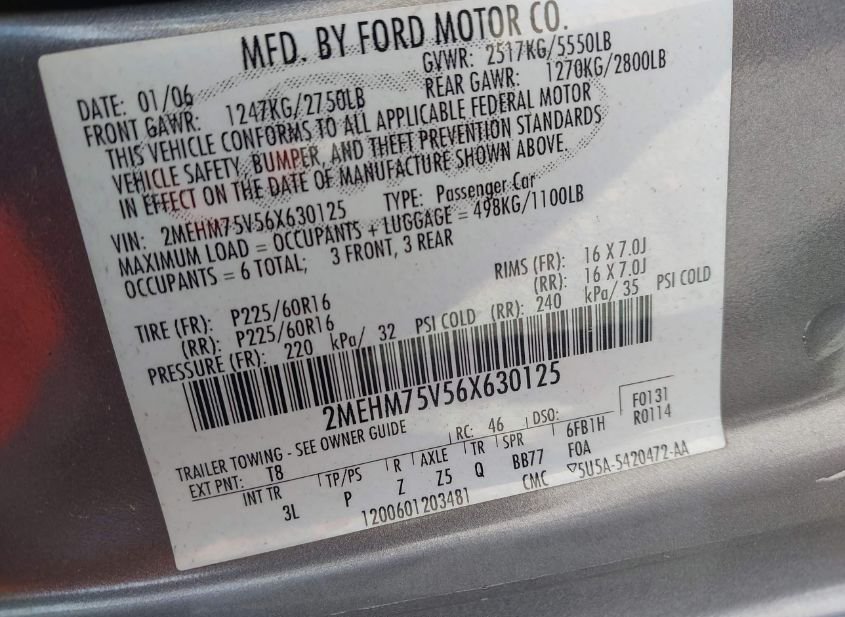 MFD. BY FORD MOTOR CO.
DATE: 01/06 GVWR: 2517KG/5550LB
FRONT GAWR: 1247KG/2750LB REAR GAWR: 1270KG/2800LB
THIS VEHICLE CONFORMS TO ALL APPLICABLE FEDERAL MOTOR
VEHICLE SAFETY, BUMPER, AND THEFT PREVENTION STANDARDS
IN EFFECT ON THE DATE OF MANUFACTURE SHOWN ABOVE.
VIN: 2MEHM75V56X630125 TYPE: Passenger Car
MAXIMUM LOAD = OCCUPANTS + LUGGAGE = 498KG/1100LB
OCCUPANTS = 6 TOTAL; 3 FRONT, 3 REAR
TIRE (FR): P225/60R16 RIMS (FR): 16 X 7.0J
(RR): P225/60R16 (RR): 16 X 7.0J
PRESSURE (FR): 220 kPa/ 32 PSI COLD (RR): 240 kPa/ 35 PSI COLD
2MEHM75V56X630125
TRAILER TOWING - SEE OWNER GUIDE
EXT PNT: T8 RC: 46 DSO: F0131
INT TR TP/PS R AXLE TR SPR 6FB1H R0114
3L P Z Z5 Q BB77 FOA
1200601203481 CMC ▽5U5A-5420472-AA